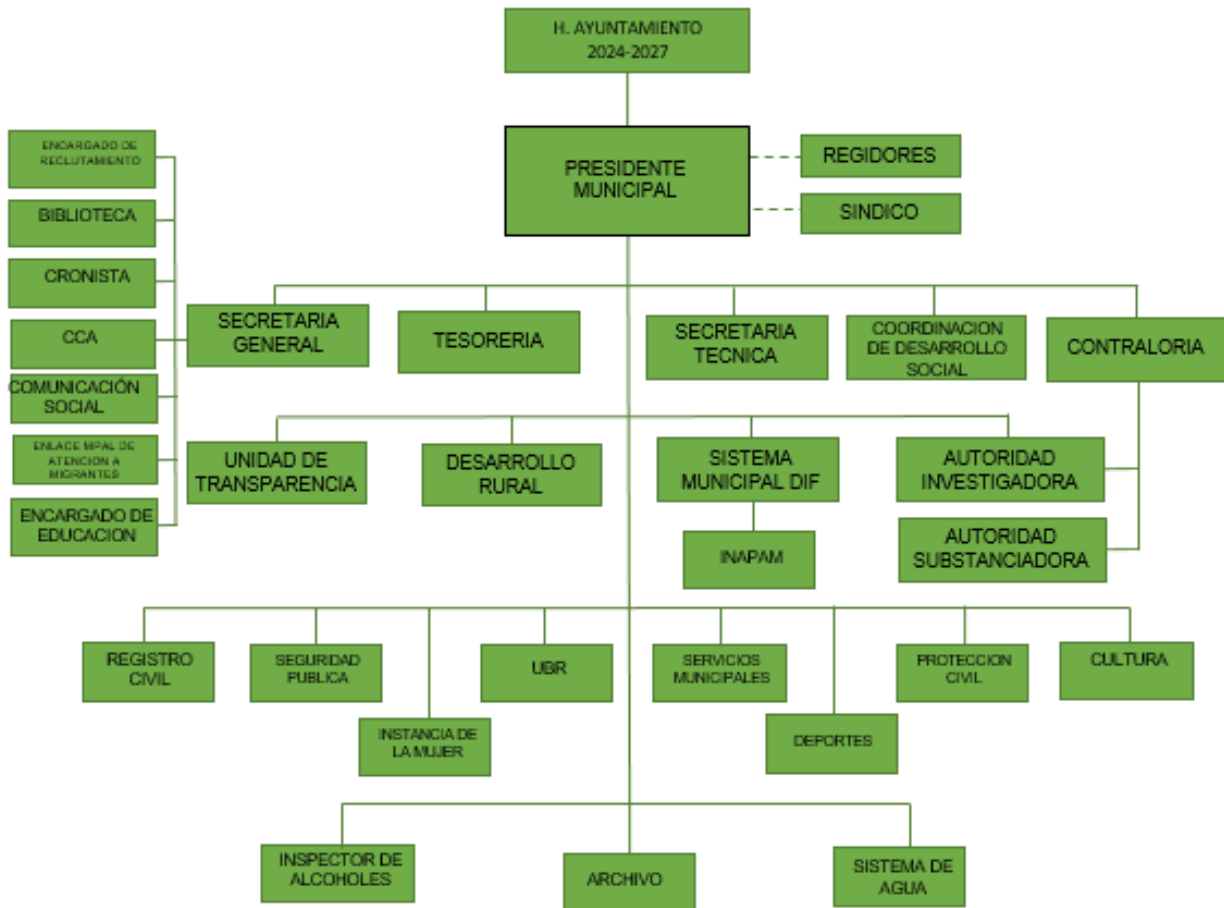 H. AYUNTAMIENTO
2024-2027
PRESIDENTE
MUNICIPAL
REGIDORES
SINDICO
ENCARGADO DE
RECLUTAMIENTO
BIBLIOTECA
CRONISTA
CCA
COMUNICACIÓN
SOCIAL
ENLACE MPAL DE
ATENCION A
MIGRANTES
ENCARGADO DE
EDUCACION
SECRETARIA
GENERAL
TESORERIA
SECRETARIA
TECNICA
COORDINACION
DE DESARROLLO
SOCIAL
CONTRALORIA
UNIDAD DE
TRANSPARENCIA
DESARROLLO
RURAL
SISTEMA
MUNICIPAL DIF
AUTORIDAD
INVESTIGADORA
INAPAM
AUTORIDAD
SUBSTANCIADORA
REGISTRO
CIVIL
SEGURIDAD
PUBLICA
INSTANCIA DE
LA MUJER
UBR
SERVICIOS
MUNICIPALES
DEPORTES
PROTECCION
CIVIL
CULTURA
INSPECTOR DE
ALCOHOLES
ARCHIVO
SISTEMA DE
AGUA